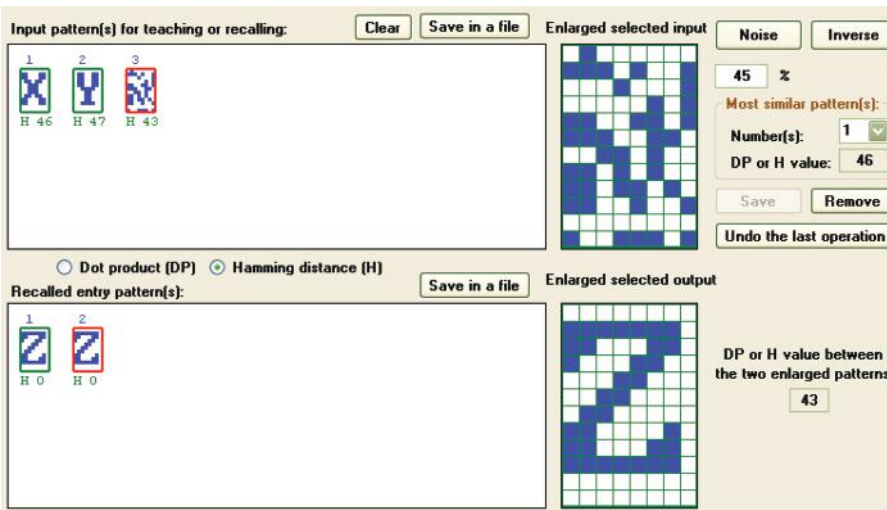 Input pattern(s) for teaching or recalling:
Clear
Save in a file
Enlarged selected input
Noise
Inverse
1 2 3
H 46 H 47 H 43
45 %
Most similar pattern(s):
Number(s): 1
DP or H value: 46
Save
Remove
Undo the last operation
Dot product (DP)
Hamming distance (H)
Recalled entry pattern(s):
Save in a file
Enlarged selected output
1 2
H 0 H 0
DP or H value between
the two enlarged patterns
43